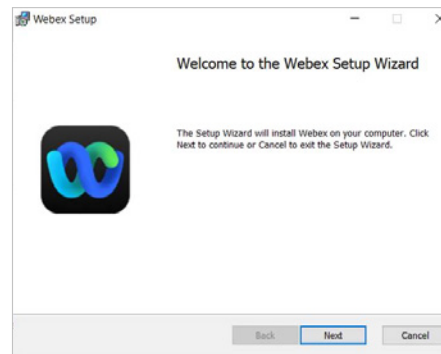 Webex Setup
Welcome to the Webex Setup Wizard
The Setup Wizard will install Webex on your computer. Click
Next to continue or Cancel to exit the Setup Wizard.
Back
Next
Cancel